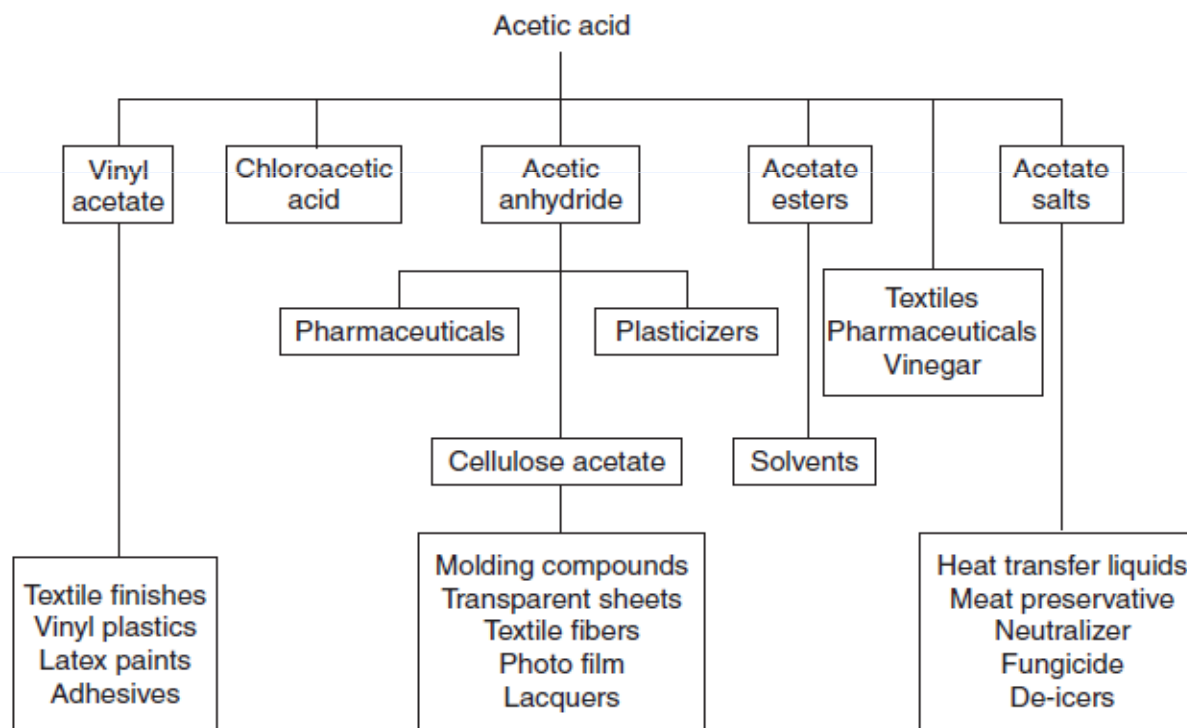 Acetic acid
Vinyl
acetate
Chloroacetic
acid
Acetic
anhydride
Acetate
esters
Acetate
salts
Textiles
Pharmaceuticals
Vinegar
Pharmaceuticals
Plasticizers
Cellulose acetate
Solvents
Textile finishes
Vinyl plastics
Latex paints
Adhesives
Molding compounds
Transparent sheets
Textile fibers
Photo film
Lacquers
Heat transfer liquids
Meat preservative
Neutralizer
Fungicide
De-icers